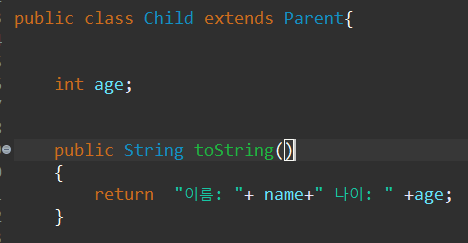 public class Child extends Parent{
int age;
public String toString()
{
return "이름: "+ name+" 나이: " +age;
}